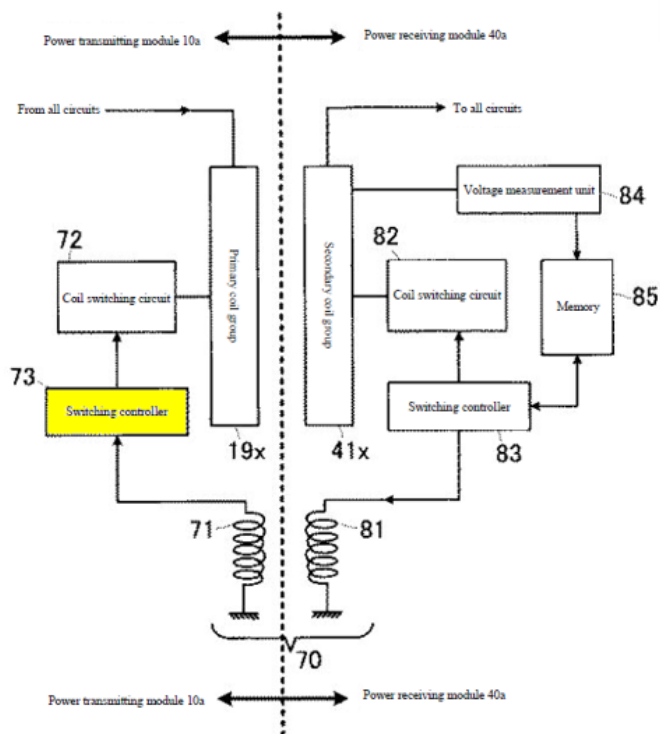 Power transmitting module 10a
Power receiving module 40a
From all circuits
To all circuits
Voltage measurement unit
84
72
82
Coil switching circuit
Primary coil group
Secondary coil group
Coil switching circuit
Memory
85
73
Switching controller
Switching controller
19x
41x
83
71
81
70
Power transmitting module 10a
Power receiving module 40a